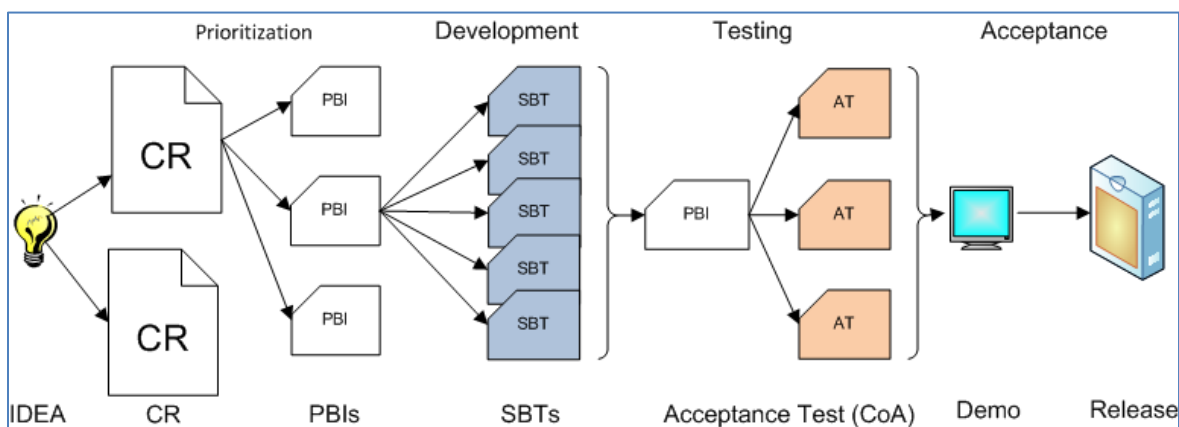 Prioritization
Development
Testing
Acceptance
CR
CR
PBI
PBI
PBI
SBT
SBT
SBT
SBT
SBT
PBI
AT
AT
AT
IDEA
CR
PBIs
SBTs
Acceptance Test (CoA)
Demo
Release